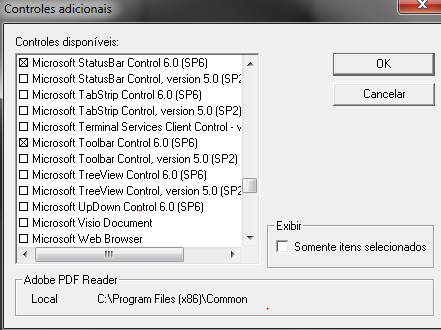 Controles adicionais
Controles disponíveis:
Microsoft StatusBar Control 6.0 (SP6)
Microsoft StatusBar Control, version 5.0 (SP2
Microsoft TabStrip Control 6.0 (SP6)
Microsoft TabStrip Control, version 5.0 (SP2)
Microsoft Terminal Services Client Control - v
Microsoft Toolbar Control 6.0 (SP6)
Microsoft Toolbar Control, version 5.0 (SP2)
Microsoft TreeView Control 6.0 (SP6)
Microsoft TreeView Control, version 5.0 (SP2
Microsoft UpDown Control 6.0 (SP6)
Microsoft Visio Document
Microsoft Web Browser
OK
Cancelar
Exibir
Somente itens selecionados
Adobe PDF Reader
Local C:\Program Files (x86)\Common